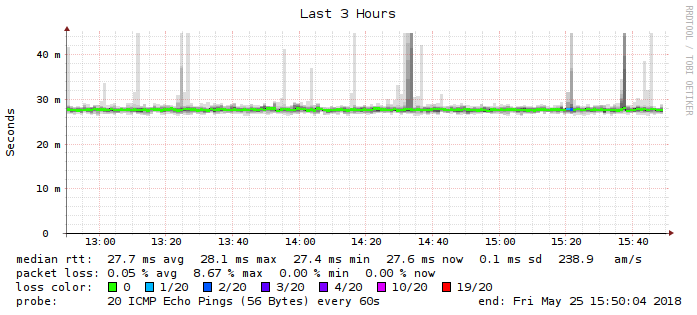 Last 3 Hours
RRDTOOL / TOBI OETIKER
Seconds
40 m
30 m
20 m
10 m
0
13:00 13:20 13:40 14:00 14:20 14:40 15:00 15:20 15:40
median rtt: 27.7 ms avg 28.1 ms max 27.4 ms min 27.6 ms now 0.1 ms sd 238.9 am/s
packet loss: 0.05 % avg 8.67 % max 0.00 % min 0.00 % now
loss color: 0 1/20 2/20 3/20 4/20 10/20 19/20
probe: 20 ICMP Echo Pings (56 Bytes) every 60s end: Fri May 25 15:50:04 2018